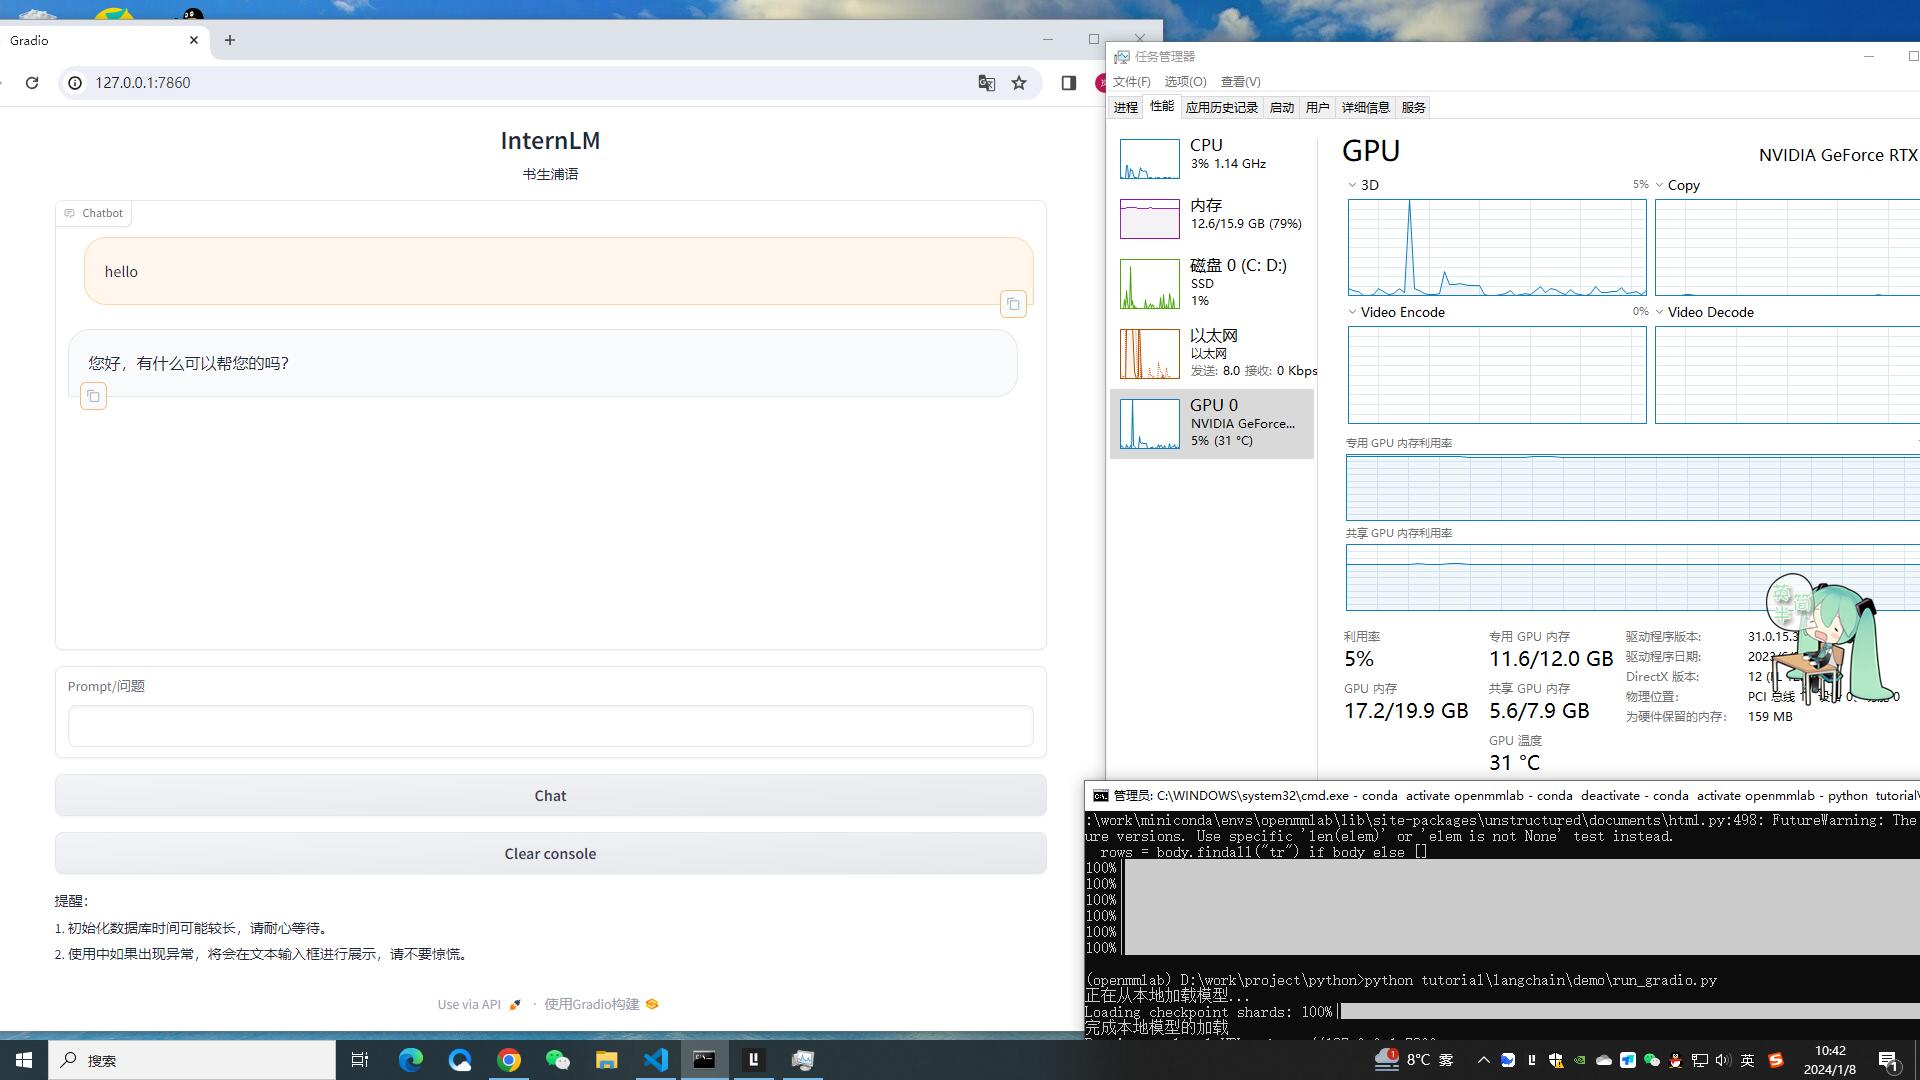 Gradio
127.0.0.1:7860
InternLM
书生浦语
Chatbot
hello
您好，有什么可以帮您的吗？
Prompt/问题
Chat
Clear console
提醒：
1. 初始化数据库时间可能较长，请耐心等待。
2. 使用中如果出现异常，将会在文本输入框进行展示，请不要惊慌。
Use via API · 使用Gradio构建
任务管理器
文件(F) 选项(O) 查看(V)
进程 性能 应用历史记录 启动 用户 详细信息 服务
CPU
3% 1.14 GHz
内存
12.6/15.9 GB (79%)
磁盘 0 (C: D:)
SSD
1%
以太网
以太网
发送: 8.0 接收: 0 Kbps
GPU 0
NVIDIA GeForce...
5% (31 °C)
GPU NVIDIA GeForce RTX
3D 5% Copy
Video Encode 0% Video Decode
专用 GPU 内存利用率
共享 GPU 内存利用率
利用率
5%
GPU 内存
17.2/19.9 GB
专用 GPU 内存
11.6/12.0 GB
共享 GPU 内存
5.6/7.9 GB
GPU 温度
31 °C
驱动程序版本: 31.0.15.3
驱动程序日期:
DirectX 版本: 12
物理位置: PCI 总线
为硬件保留的内存: 159 MB
英 简
半
管理员: C:\WINDOWS\system32\cmd.exe - conda activate openmmlab - conda deactivate - conda activate openmmlab - python tutorial\
:\work\miniconda\envs\openmmlab\lib\site-packages\unstructured\documents\html.py:498: FutureWarning: The
ure versions. Use specific 'len(elem)' or 'elem is not None' test instead.
rows = body.findall("tr") if body else []
100%
100%
100%
100%
100%
100%
(openmmlab) D:\work\project\python>python tutorial\langchain\demo\run_gradio.py
正在从本地加载模型...
Loading checkpoint shards: 100%
完成本地模型的加载
搜索
8°C 雾
英
10:42
2024/1/8